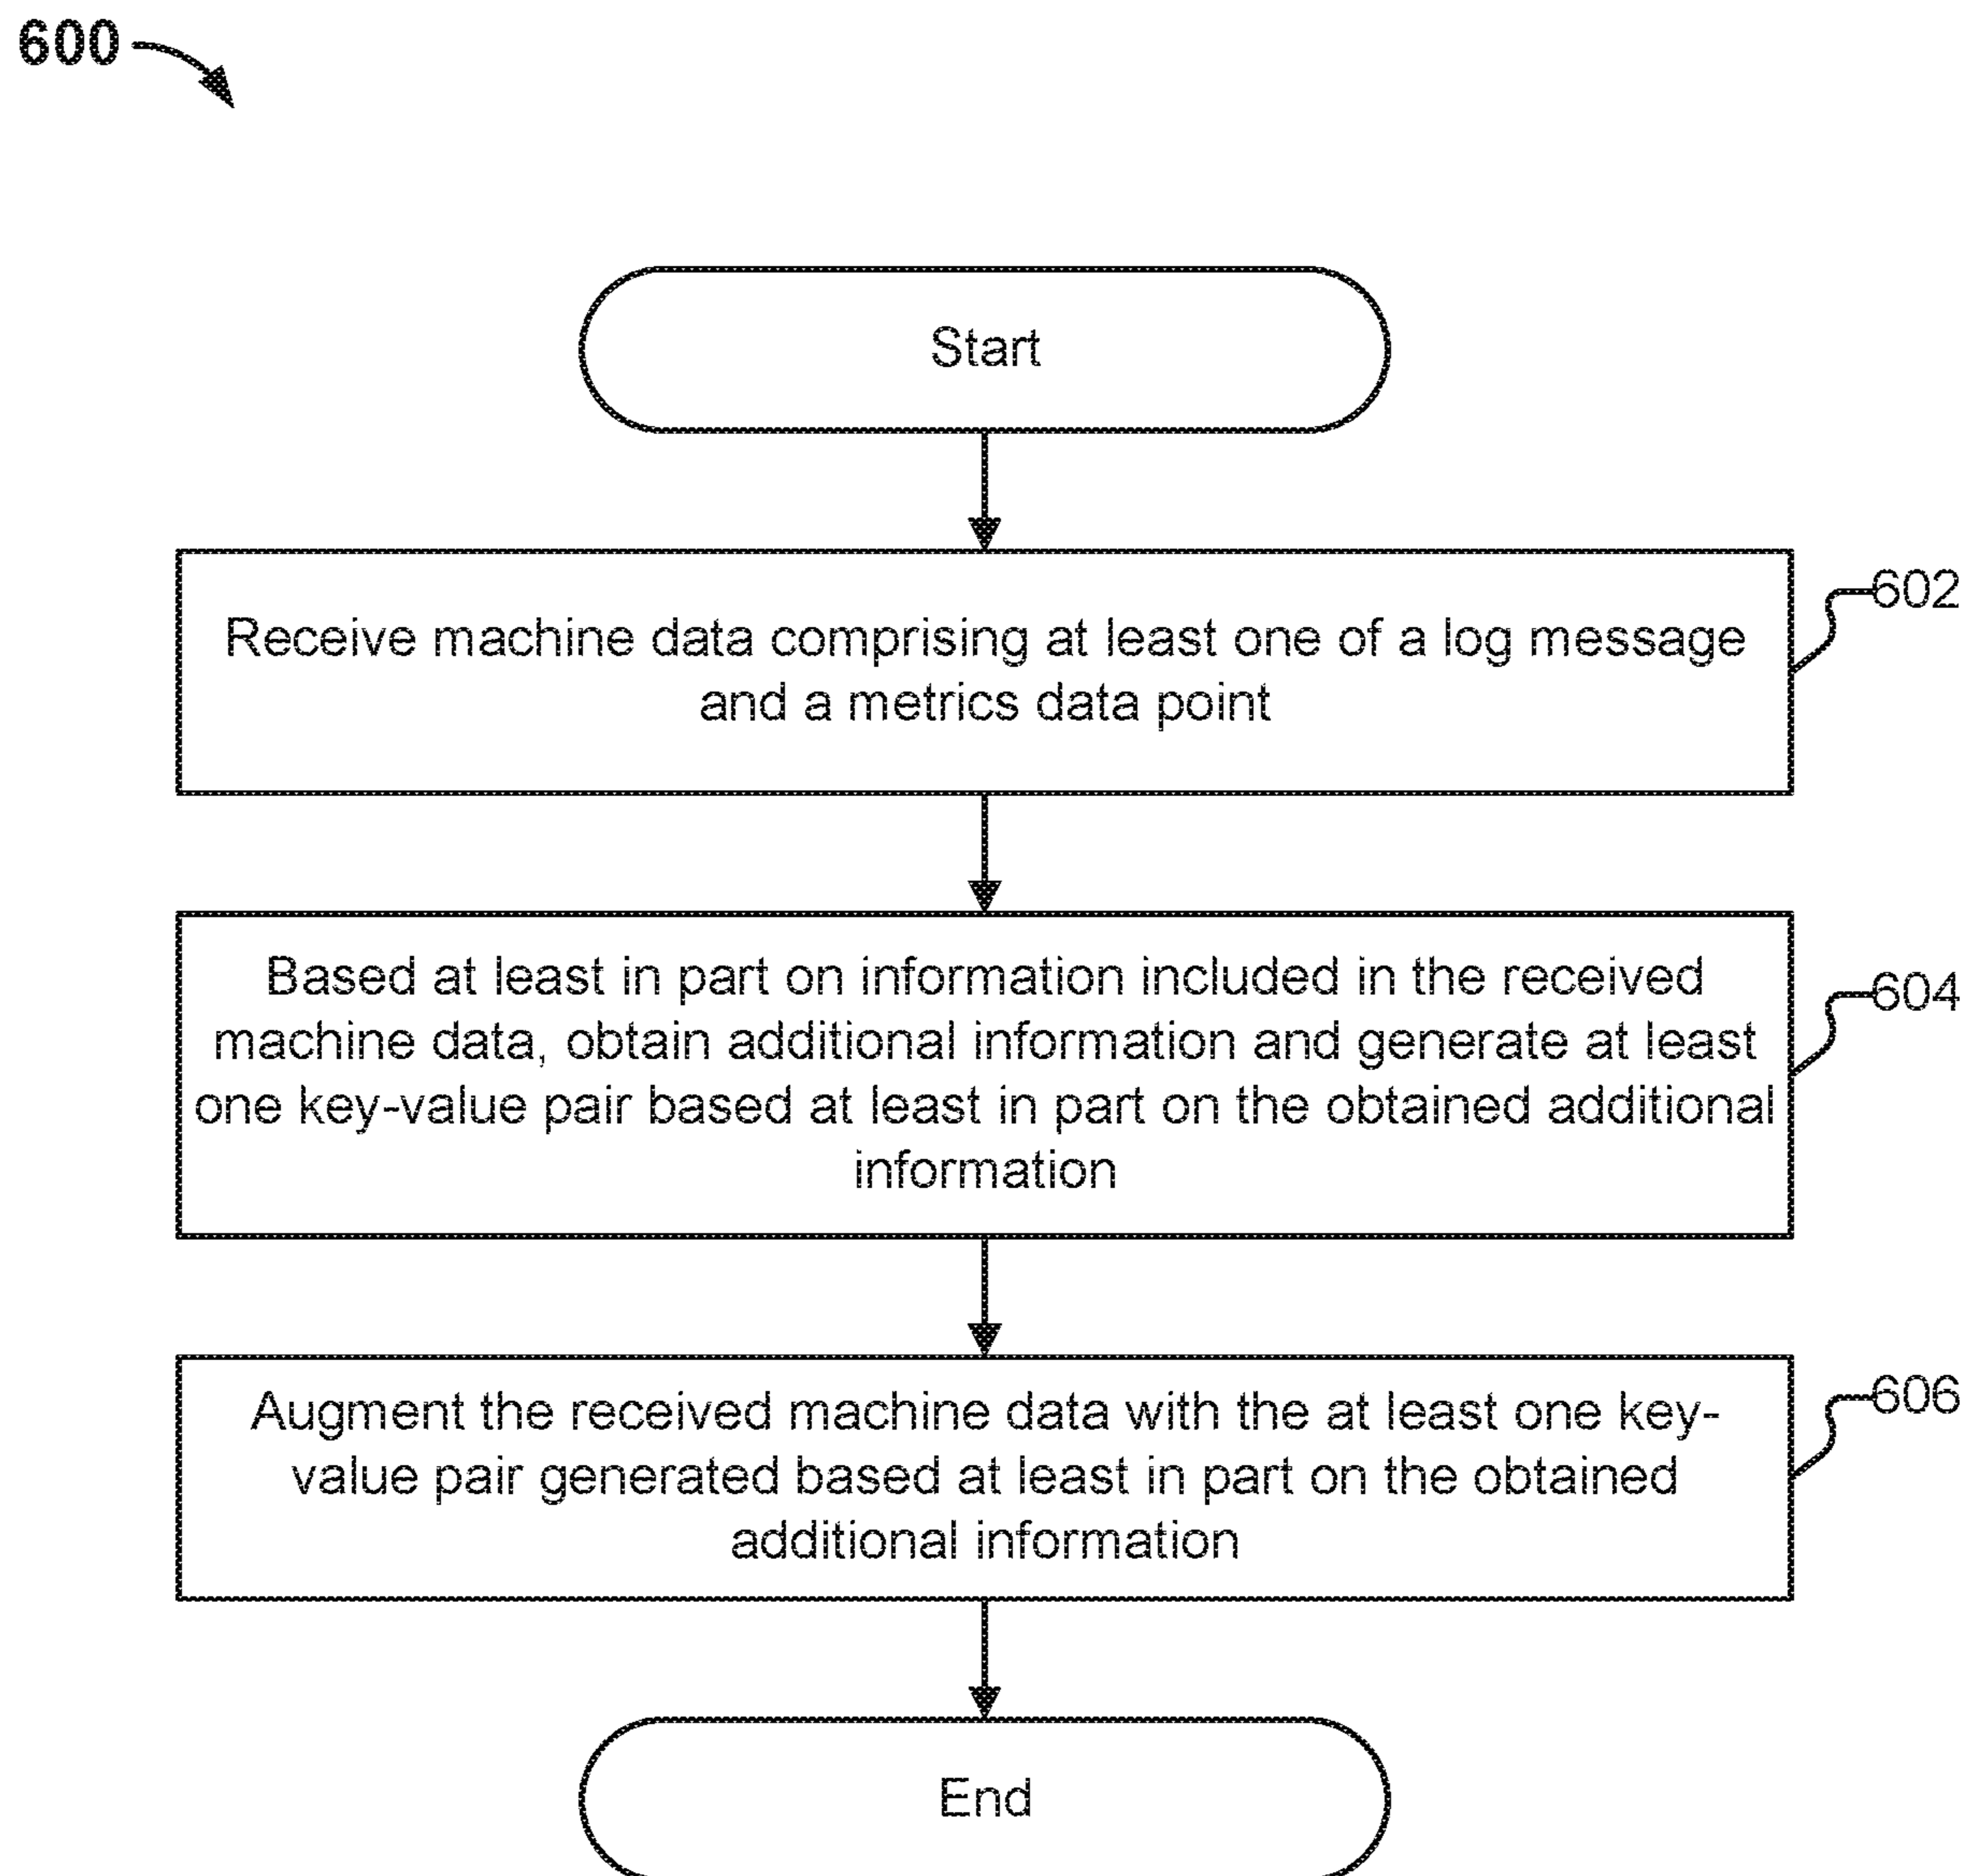 600
Start
Receive machine data comprising at least one of a log message
and a metrics data point
602
Based at least in part on information included in the received
machine data, obtain additional information and generate at least
one key-value pair based at least in part on the obtained additional
information
604
Augment the received machine data with the at least one key-
value pair generated based at least in part on the obtained
additional information
606
End